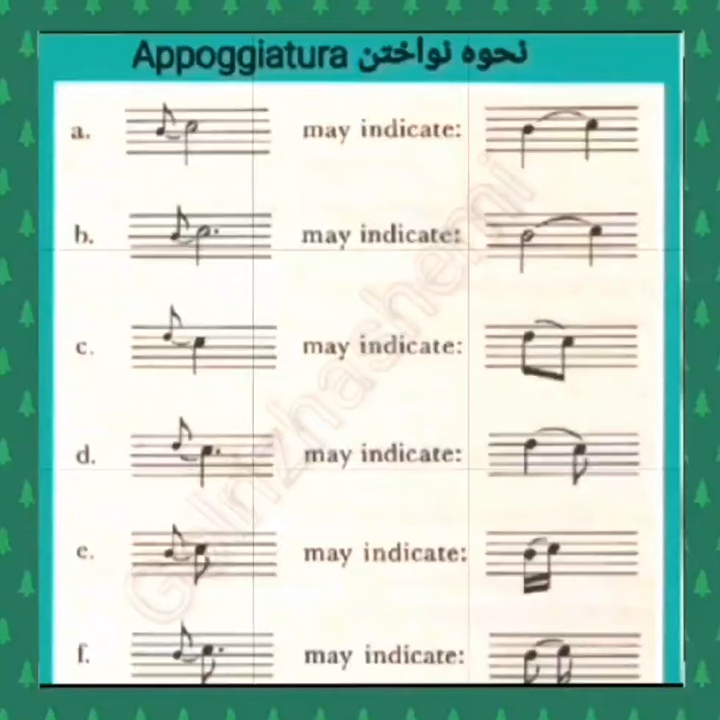 Appoggiatura نحوه نواختن
a. may indicate:
b. may indicate:
c. may indicate:
d. may indicate:
e. may indicate:
f. may indicate: